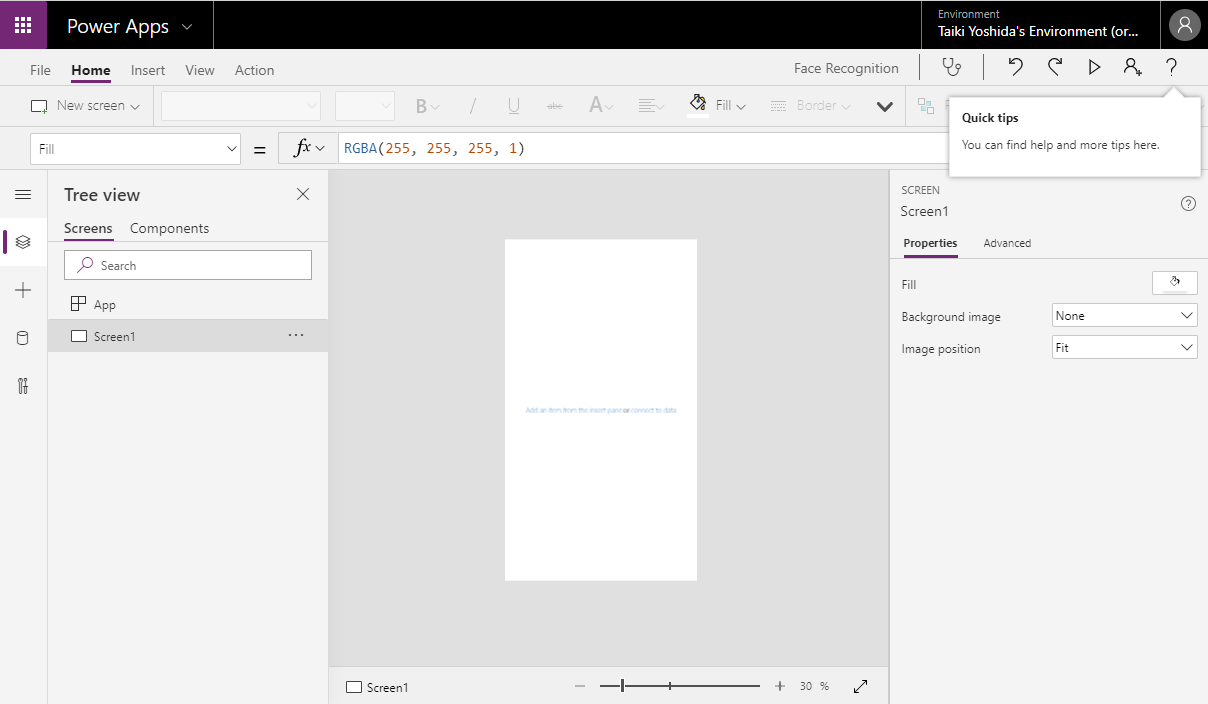 Power Apps
Environment
Taiki Yoshida's Environment (or...
File Home Insert View Action
Face Recognition
New screen
B / U abc A
Fill
Border
Quick tips
You can find help and more tips here.
Fill
= fx
RGBA(255, 255, 255, 1)
Tree view
Screens Components
Search
App
Screen1
Add an item from the insert pane or connect to data
SCREEN
Screen1
Properties Advanced
Fill
Background image None
Image position Fit
Screen1
30 %